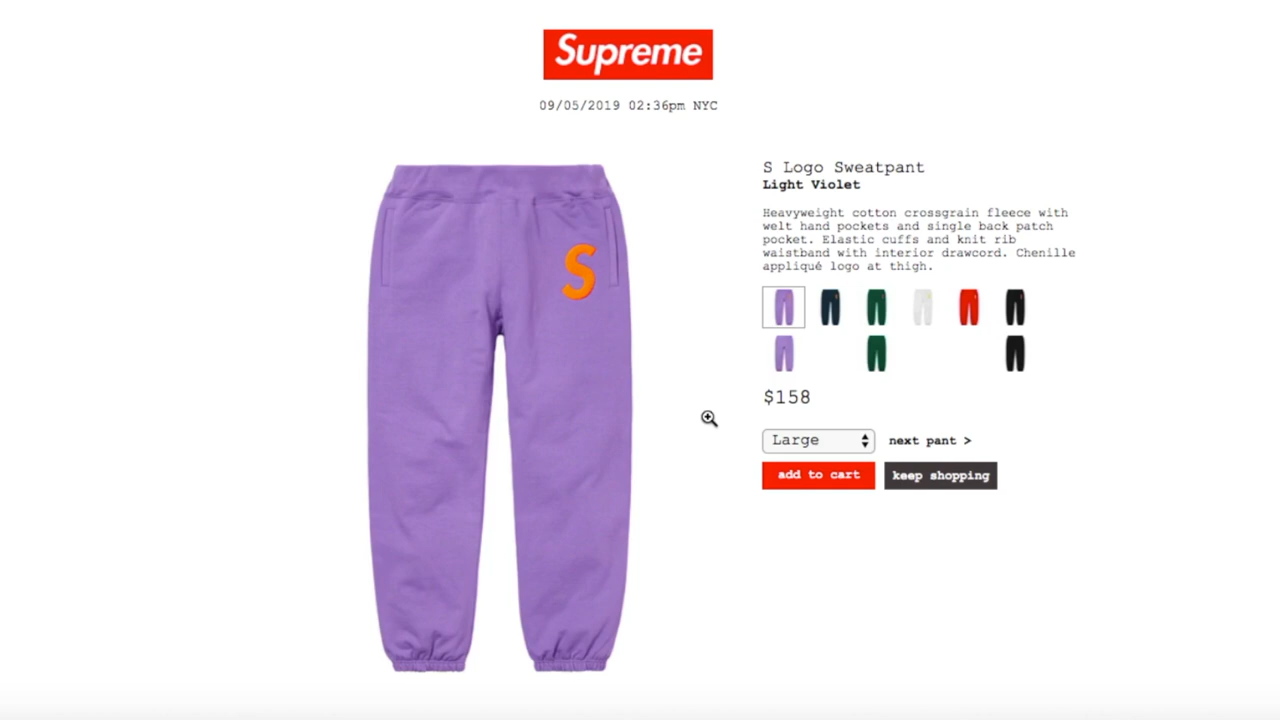 Supreme
09/05/2019 02:36pm NYC
S Logo Sweatpant
Light Violet
Heavyweight cotton crossgrain fleece with
welt hand pockets and single back patch
pocket. Elastic cuffs and knit rib
waistband with interior drawcord. Chenille
appliqué logo at thigh.
S
$158
Large
next pant >
add to cart
keep shopping